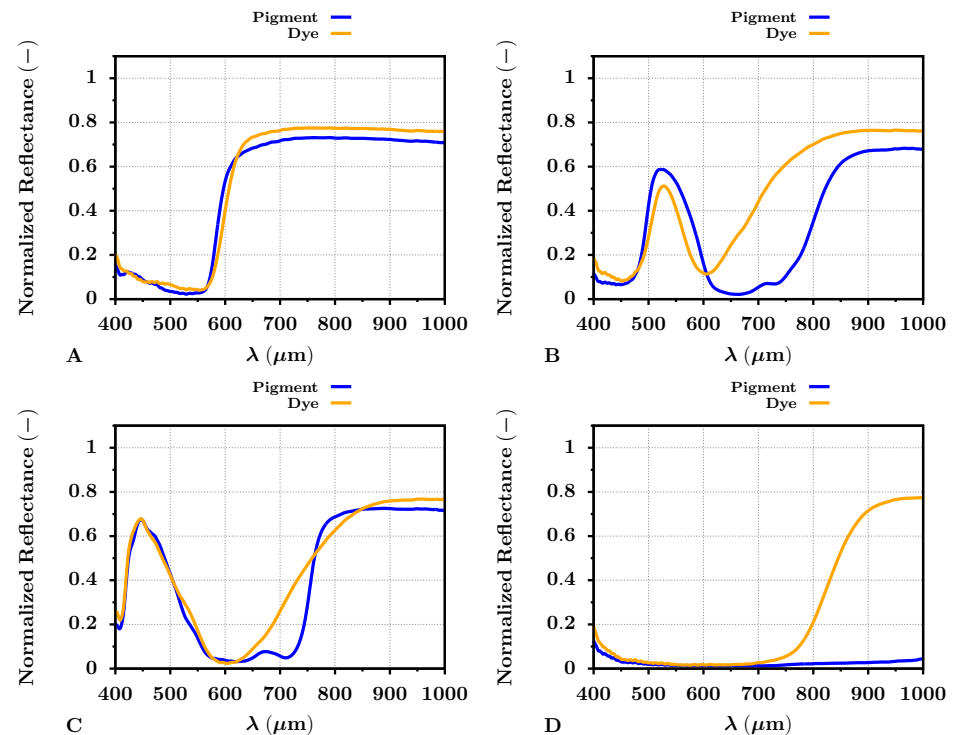 Pigment
Dye
Normalized Reflectance (−)
1
0.8
0.6
0.4
0.2
0
400 500 600 700 800 900 1000
A
λ (μm)
Pigment
Dye
Normalized Reflectance (−)
1
0.8
0.6
0.4
0.2
0
400 500 600 700 800 900 1000
B
λ (μm)
Pigment
Dye
Normalized Reflectance (−)
1
0.8
0.6
0.4
0.2
0
400 500 600 700 800 900 1000
C
λ (μm)
Pigment
Dye
Normalized Reflectance (−)
1
0.8
0.6
0.4
0.2
0
400 500 600 700 800 900 1000
D
λ (μm)